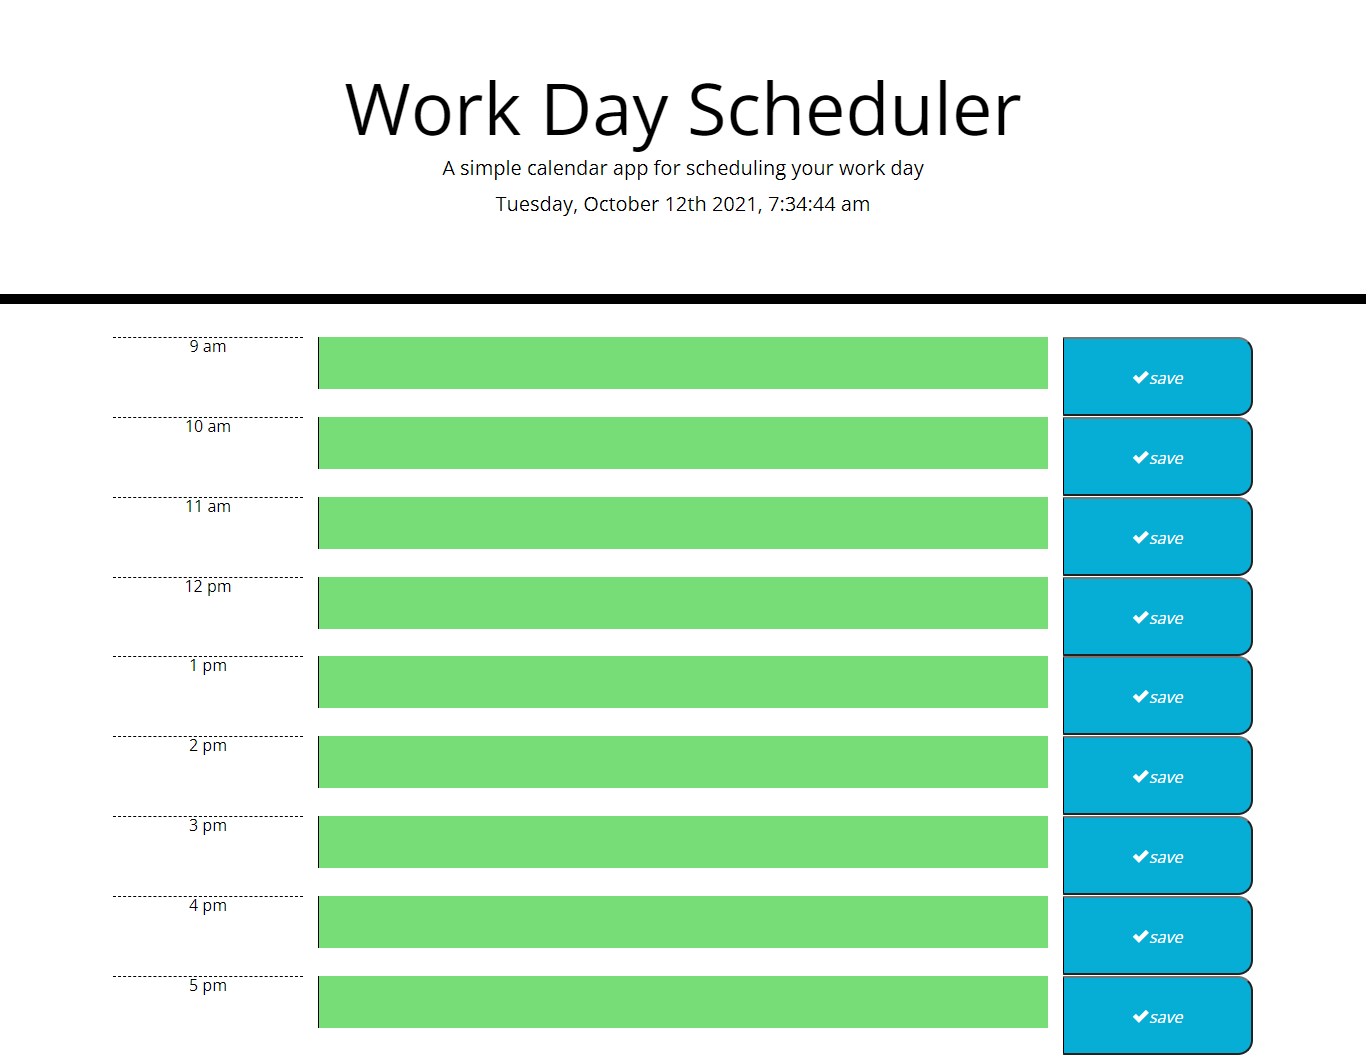 Work Day Scheduler
A simple calendar app for scheduling your work day
Tuesday, October 12th 2021, 7:34:44 am
9 am
save
10 am
save
11 am
save
12 pm
save
1 pm
save
2 pm
save
3 pm
save
4 pm
save
5 pm
save